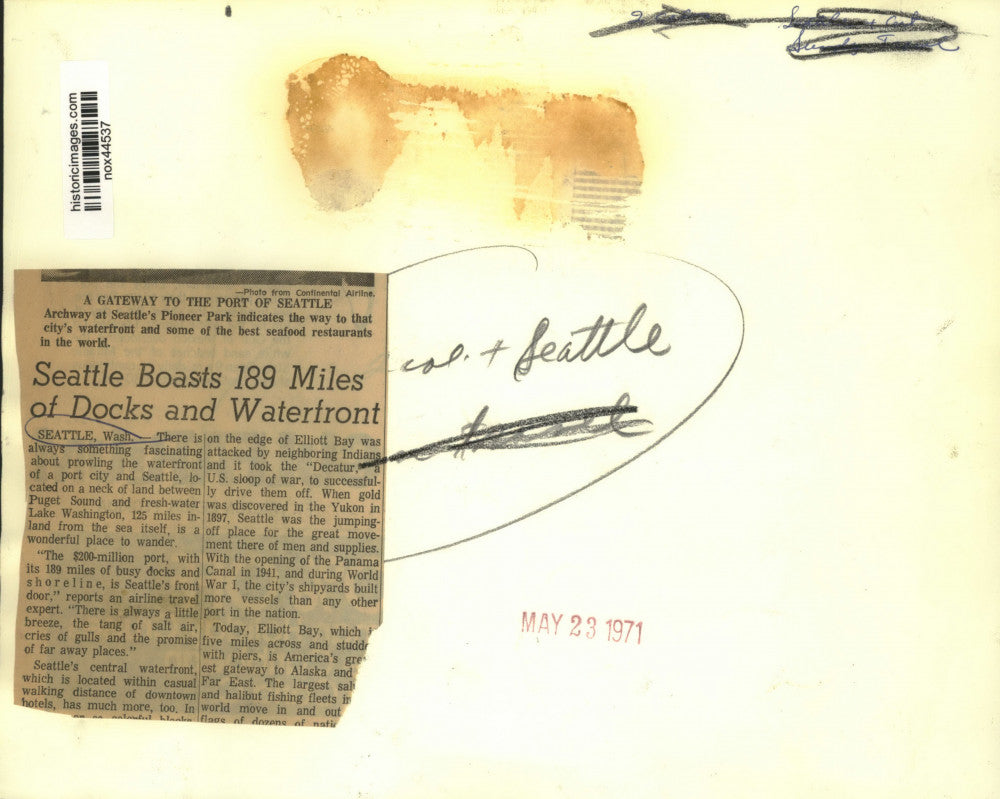 historicimages.com
nox44537
—Photo from Continental Airline.
A GATEWAY TO THE PORT OF SEATTLE
Archway at Seattle's Pioneer Park indicates the way to that
city's waterfront and some of the best seafood restaurants
in the world.
Seattle Boasts 189 Miles
of Docks and Waterfront
SEATTLE, Wash. — There is
always something fascinating
about prowling the waterfront
of a port city and Seattle, lo-
cated on a neck of land between
Puget Sound and fresh-water
Lake Washington, 125 miles in-
land from the sea itself, is a
wonderful place to wander.
"The $200-million port, with
its 189 miles of busy docks and
shoreline, is Seattle's front
door," reports an airline travel
expert. "There is always a little
breeze, the tang of salt air,
cries of gulls and the promise
of far away places."
Seattle's central waterfront,
which is located within casual
walking distance of downtown
hotels, has much more, too. In
colorful blocks
on the edge of Elliott Bay was
attacked by neighboring Indians
and it took the "Decatur," a
U.S. sloop of war, to successful-
ly drive them off. When gold
was discovered in the Yukon in
1897, Seattle was the jumping-
off place for the great move-
ment there of men and supplies.
With the opening of the Panama
Canal in 1941, and during World
War I, the city's shipyards built
more vessels than any other
port in the nation.
Today, Elliott Bay, which i
five miles across and studde
with piers, is America's gre
est gateway to Alaska and
Far East. The largest sal
and halibut fishing fleets in
world move in and out
flags of dozens of natio
+ Seattle
MAY 23 1971